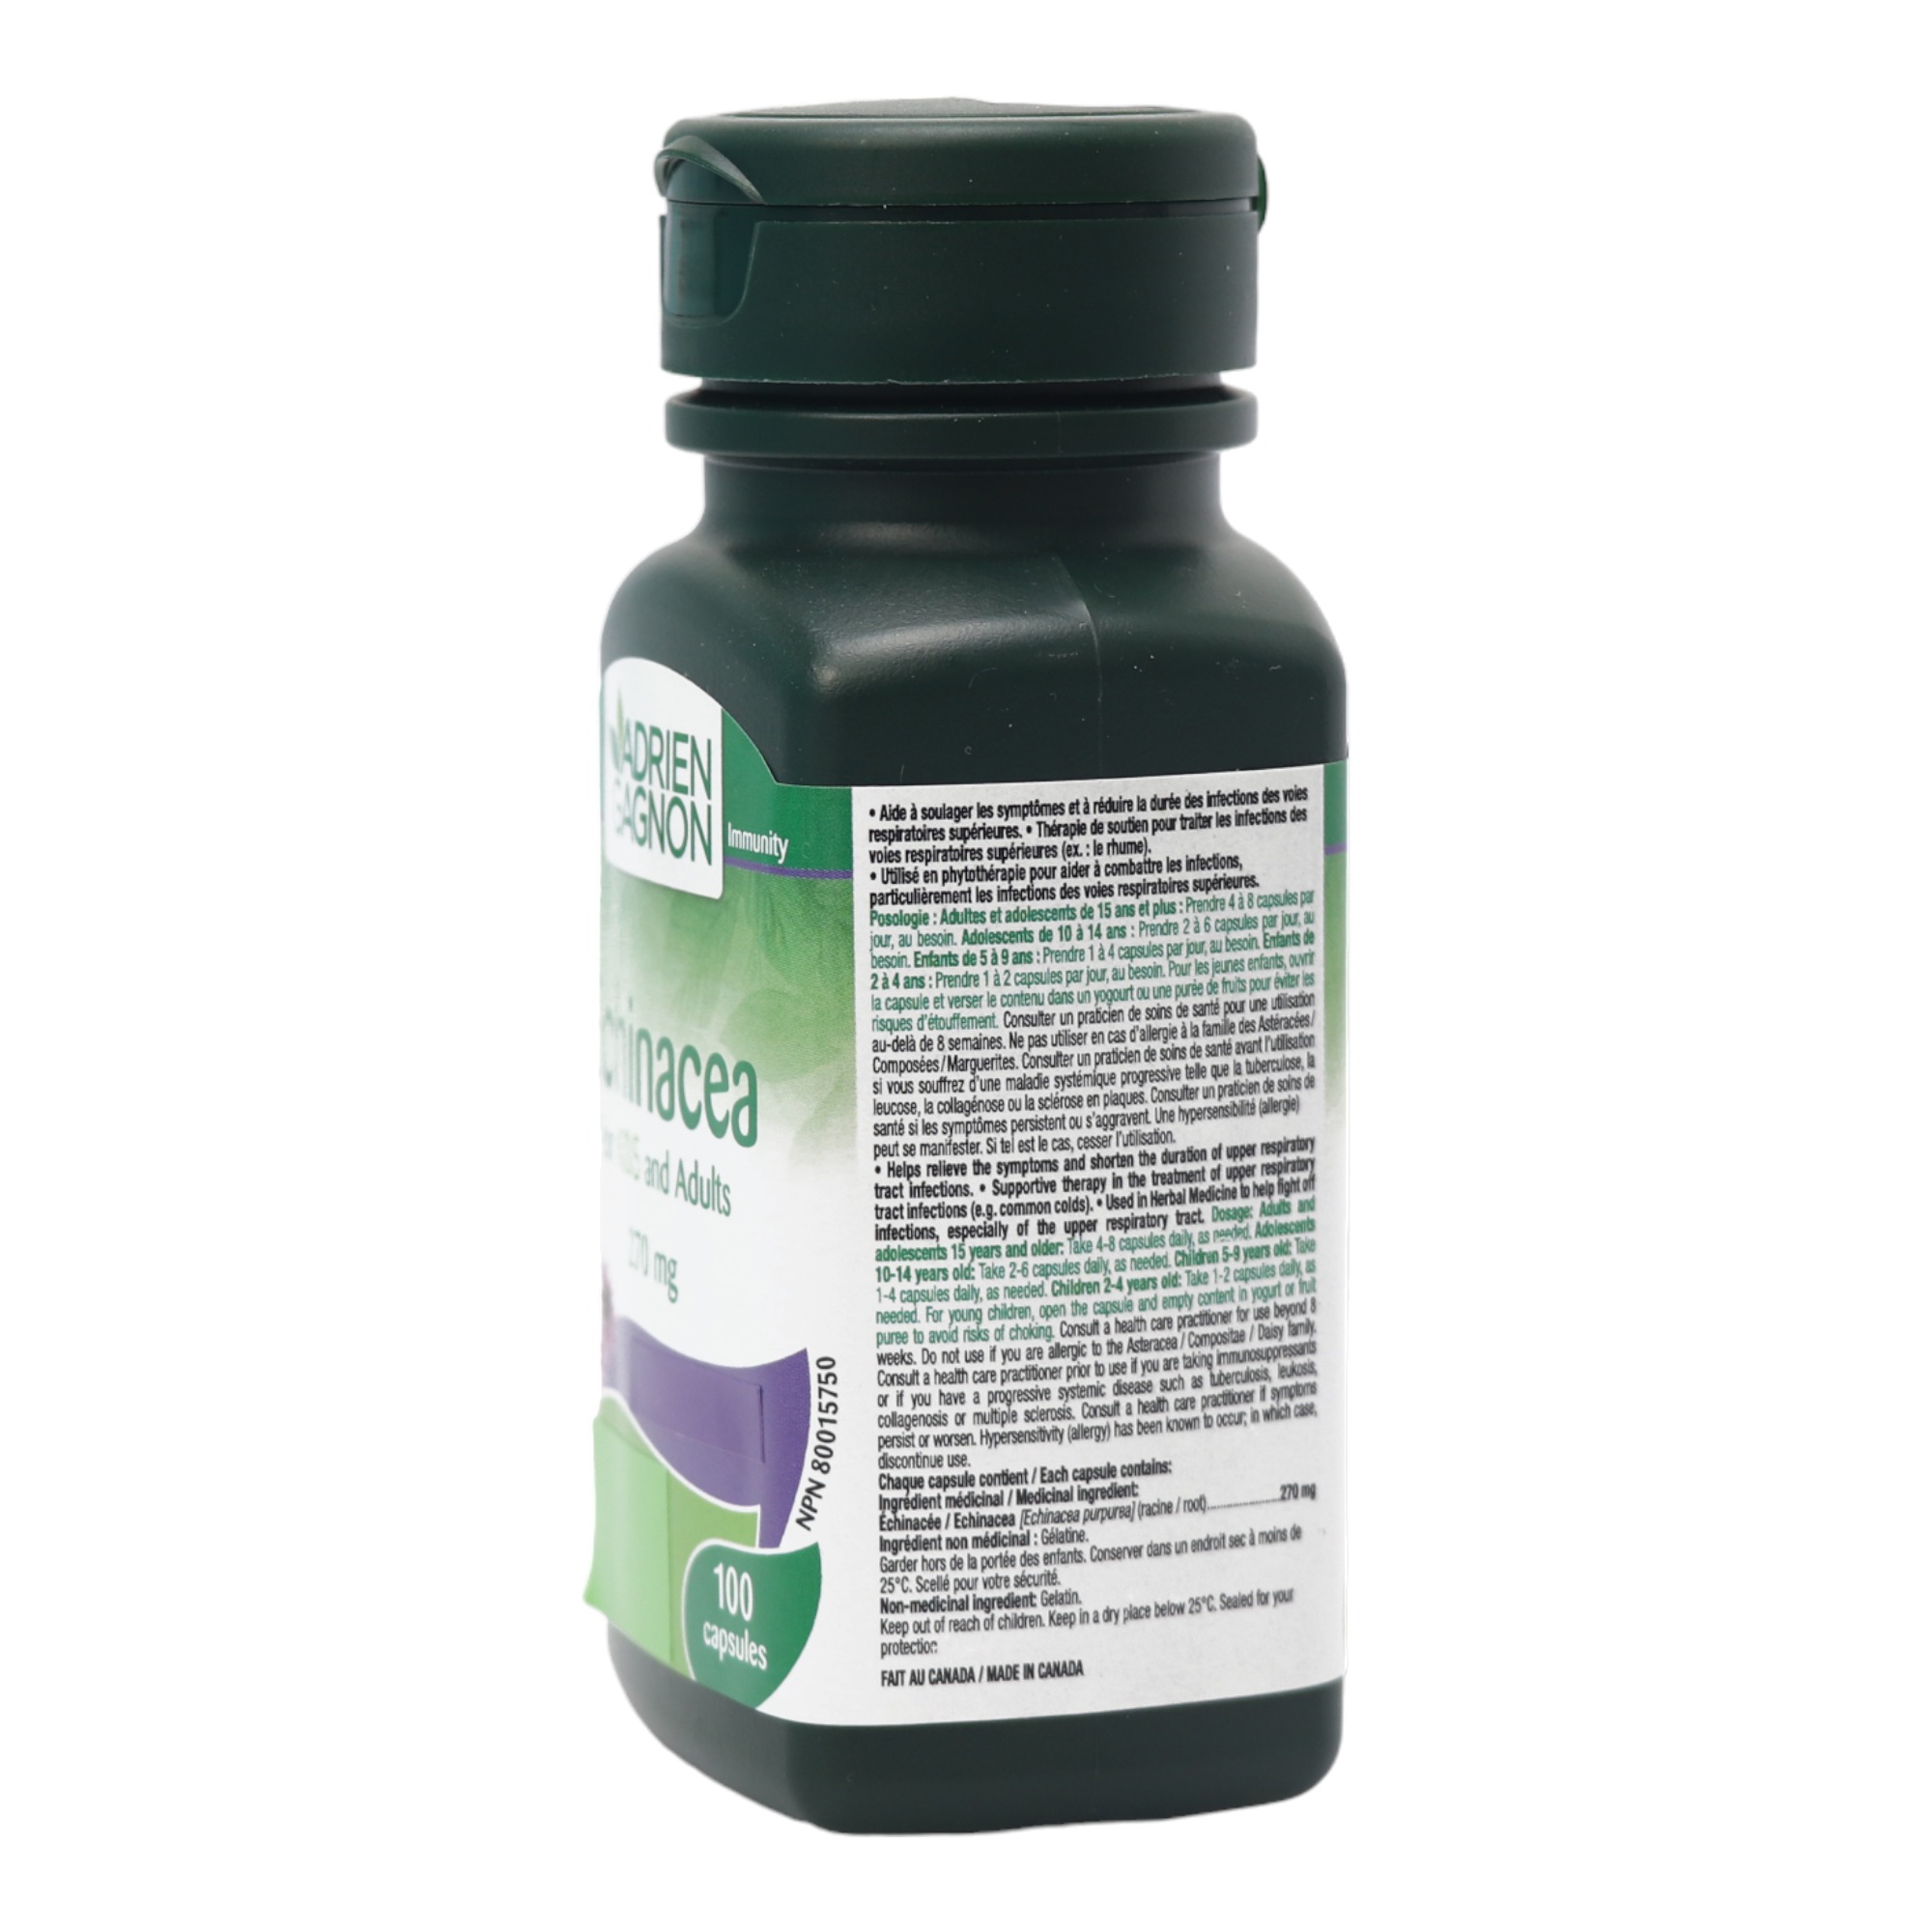 ADRIEN
GAGNON
Immunity
Echinacea
and Adults
mg
NPN 80015750
100
capsules
• Aide à soulager les symptômes et à réduire la durée des infections des voies
respiratoires supérieures. • Thérapie de soutien pour traiter les infections des
voies respiratoires supérieures (ex. : le rhume).
• Utilisé en phytothérapie pour aider à combattre les infections,
particulièrement les infections des voies respiratoires supérieures.
Posologie : Adultes et adolescents de 15 ans et plus : Prendre 4 à 8 capsules par
jour, au besoin. Adolescents de 10 à 14 ans : Prendre 2 à 6 capsules par jour, au
besoin. Enfants de 5 à 9 ans : Prendre 1 à 4 capsules par jour, au besoin. Enfants de
2 à 4 ans : Prendre 1 à 2 capsules par jour, au besoin. Pour les jeunes enfants, ouvrir
la capsule et verser le contenu dans un yogourt ou une purée de fruits pour éviter les
risques d'étouffement. Consulter un praticien de soins de santé pour une utilisation
au-delà de 8 semaines. Ne pas utiliser en cas d'allergie à la famille des Astéracées/
Composées/Marguerites. Consulter un praticien de soins de santé avant l'utilisation
si vous souffrez d'une maladie systémique progressive telle que la tuberculose, la
leucose, la collagénose ou la sclérose en plaques. Consulter un praticien de soins de
santé si les symptômes persistent ou s'aggravent. Une hypersensibilité (allergie)
peut se manifester. Si tel est le cas, cesser l'utilisation.
• Helps relieve the symptoms and shorten the duration of upper respiratory
tract infections. • Supportive therapy in the treatment of upper respiratory
tract infections (e.g. common colds). • Used in Herbal Medicine to help fight off
infections, especially of the upper respiratory tract. Dosage: Adults and
adolescents 15 years and older: Take 4-8 capsules daily, as needed. Adolescents
10-14 years old: Take 2-6 capsules daily, as needed. Children 5-9 years old: Take
1-4 capsules daily, as needed. Children 2-4 years old: Take 1-2 capsules daily, as
needed. For young children, open the capsule and empty content in yogurt or fruit
puree to avoid risks of choking. Consult a health care practitioner for use beyond 8
weeks. Do not use if you are allergic to the Asteracea / Compositae / Daisy family.
Consult a health care practitioner prior to use if you are taking immunosuppressants
or if you have a progressive systemic disease such as tuberculosis, leukosis,
collagenosis or multiple sclerosis. Consult a health care practitioner if symptoms
persist or worsen. Hypersensitivity (allergy) has been known to occur; in which case,
discontinue use.
Chaque capsule contient / Each capsule contains:
Ingrédient médicinal / Medicinal ingredient:
Échinacée / Echinacea [Echinacea purpurea] (racine / root)......................270 mg
Ingrédient non médicinal : Gélatine.
Garder hors de la portée des enfants. Conserver dans un endroit sec à moins de
25°C. Scellé pour votre sécurité.
Non-medicinal ingredient: Gelatin.
Keep out of reach of children. Keep in a dry place below 25°C. Sealed for your
protection.
FAIT AU CANADA / MADE IN CANADA